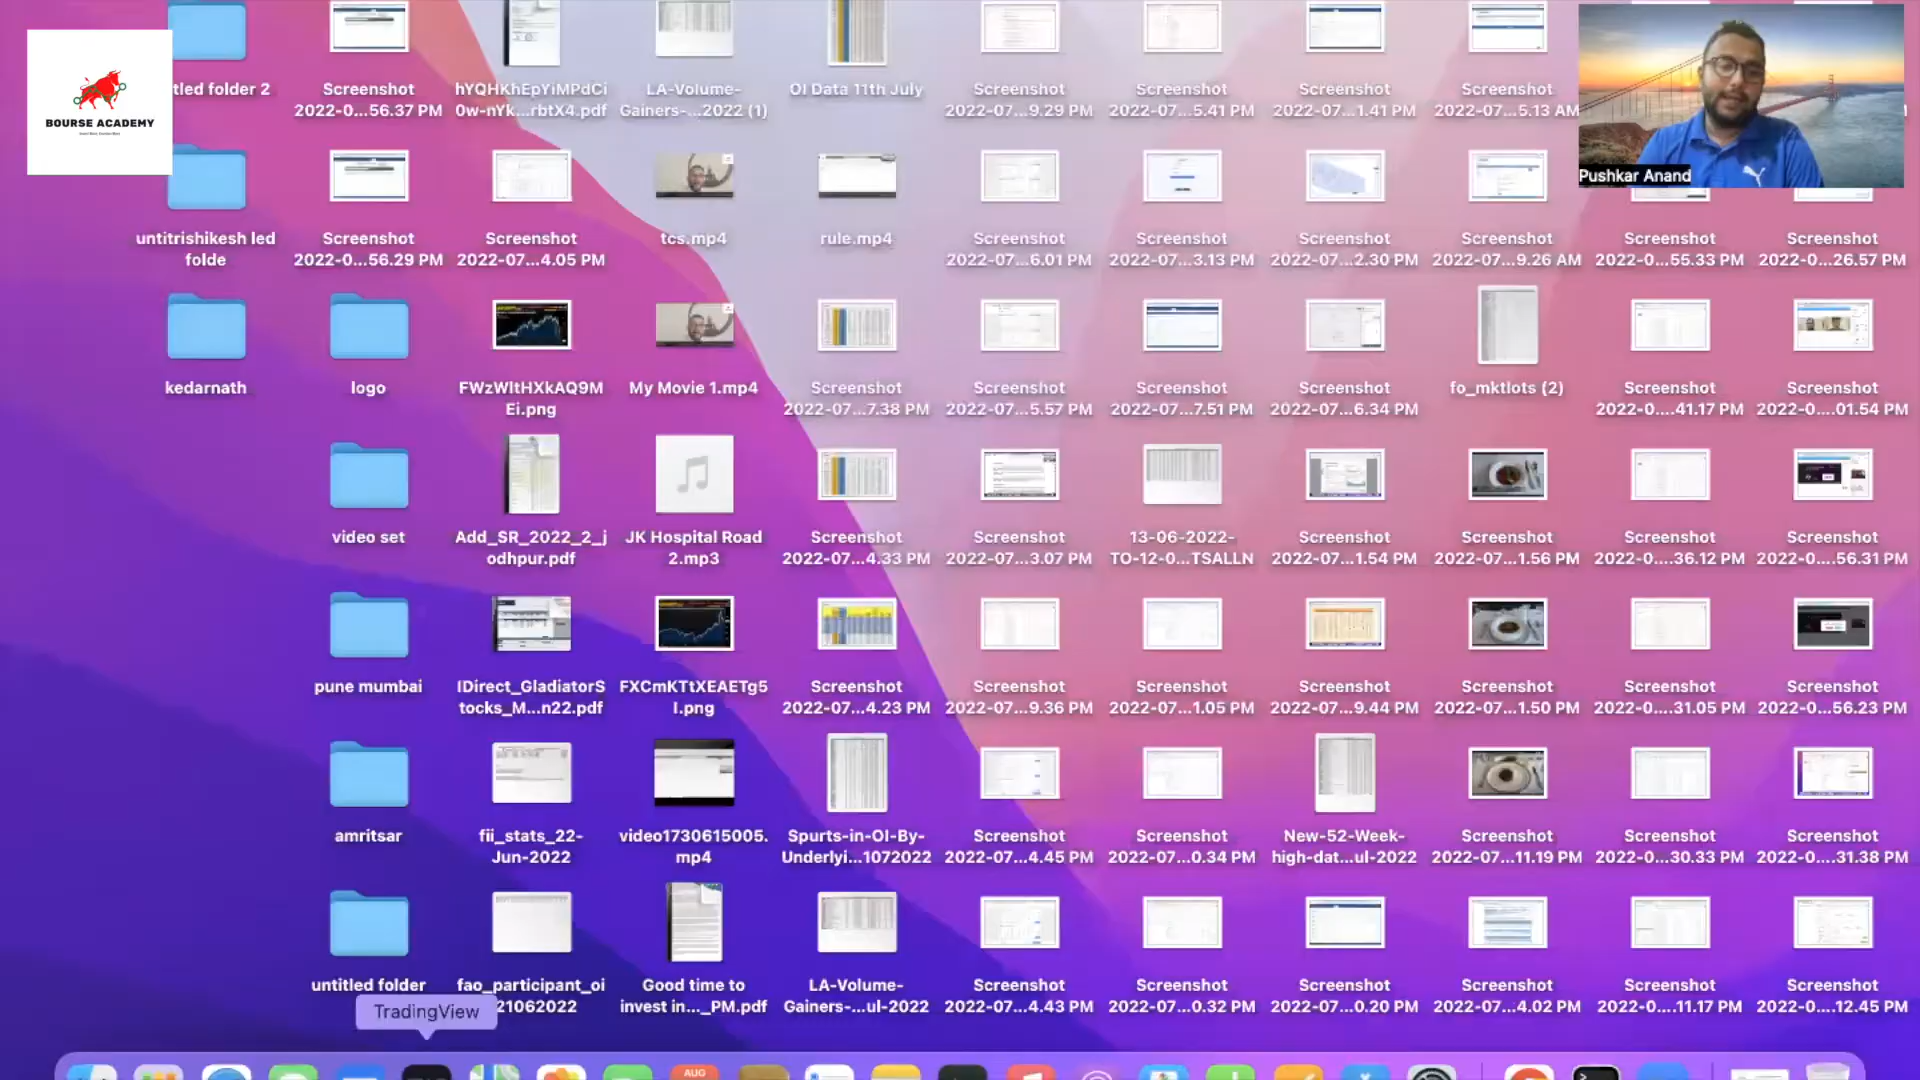 BOURSE ACADEMY
tled folder 2
Screenshot
2022-0...56.37 PM
hYQHKhEpYiMPdCi
0w-nYk...rbtX4.pdf
LA-Volume-
Gainers-...2022 (1)
OI Data 11th July
Screenshot
2022-07...9.29 PM
Screenshot
2022-07...5.41 PM
Screenshot
2022-07...1.41 PM
Screenshot
2022-07...5.13 AM
Pushkar Anand
untitrishikesh led
folde
Screenshot
2022-0...56.29 PM
Screenshot
2022-07...4.05 PM
tcs.mp4
rule.mp4
Screenshot
2022-07...6.01 PM
Screenshot
2022-07...3.13 PM
Screenshot
2022-07...2.30 PM
Screenshot
2022-07...9.26 AM
Screenshot
2022-0...55.33 PM
Screenshot
2022-0...26.57 PM
kedarnath
logo
FWzWltHXkAQ9M
Ei.png
My Movie 1.mp4
Screenshot
2022-07...7.38 PM
Screenshot
2022-07...5.57 PM
Screenshot
2022-07...7.51 PM
Screenshot
2022-07...6.34 PM
fo_mktlots (2)
Screenshot
2022-0....41.17 PM
Screenshot
2022-0....01.54 PM
video set
Add_SR_2022_2_j
odhpur.pdf
JK Hospital Road
2.mp3
Screenshot
2022-07...4.33 PM
Screenshot
2022-07...3.07 PM
13-06-2022-
TO-12-0...TSALLN
Screenshot
2022-07...1.54 PM
Screenshot
2022-07...1.56 PM
Screenshot
2022-0....36.12 PM
Screenshot
2022-0...56.31 PM
pune mumbai
IDirect_GladiatorS
tocks_M...n22.pdf
FXCmKTtXEAETg5
I.png
Screenshot
2022-07...4.23 PM
Screenshot
2022-07...9.36 PM
Screenshot
2022-07...1.05 PM
Screenshot
2022-07...9.44 PM
Screenshot
2022-07...1.50 PM
Screenshot
2022-0....31.05 PM
Screenshot
2022-0...56.23 PM
amritsar
fii_stats_22-
Jun-2022
video1730615005.
mp4
Spurts-in-OI-By-
Underlyi...1072022
Screenshot
2022-07...4.45 PM
Screenshot
2022-07...0.34 PM
New-52-Week-
high-dat...ul-2022
Screenshot
2022-07...11.19 PM
Screenshot
2022-0...30.33 PM
Screenshot
2022-0....31.38 PM
untitled folder
fao_participant_oi
21062022
Good time to
invest in..._PM.pdf
LA-Volume-
Gainers-...ul-2022
Screenshot
2022-07...4.43 PM
Screenshot
2022-07...0.32 PM
Screenshot
2022-07...0.20 PM
Screenshot
2022-07...4.02 PM
Screenshot
2022-0....11.17 PM
Screenshot
2022-0....12.45 PM
TradingView
AUG